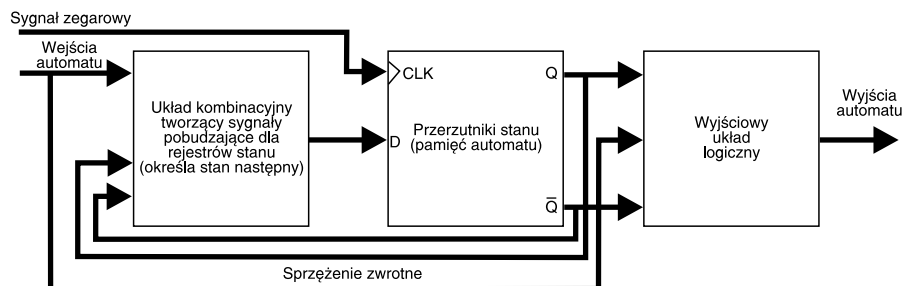 Sygnał zegarowy
Wejścia
automatu
Układ kombinacyjny
tworzący sygnały
pobudzające dla
rejestrów stanu
(określa stan następny)
CLK
D
Q
Q̅
Przerzutniki stanu
(pamięć automatu)
Wyjściowy
układ
logiczny
Wyjścia
automatu
Sprzężenie zwrotne